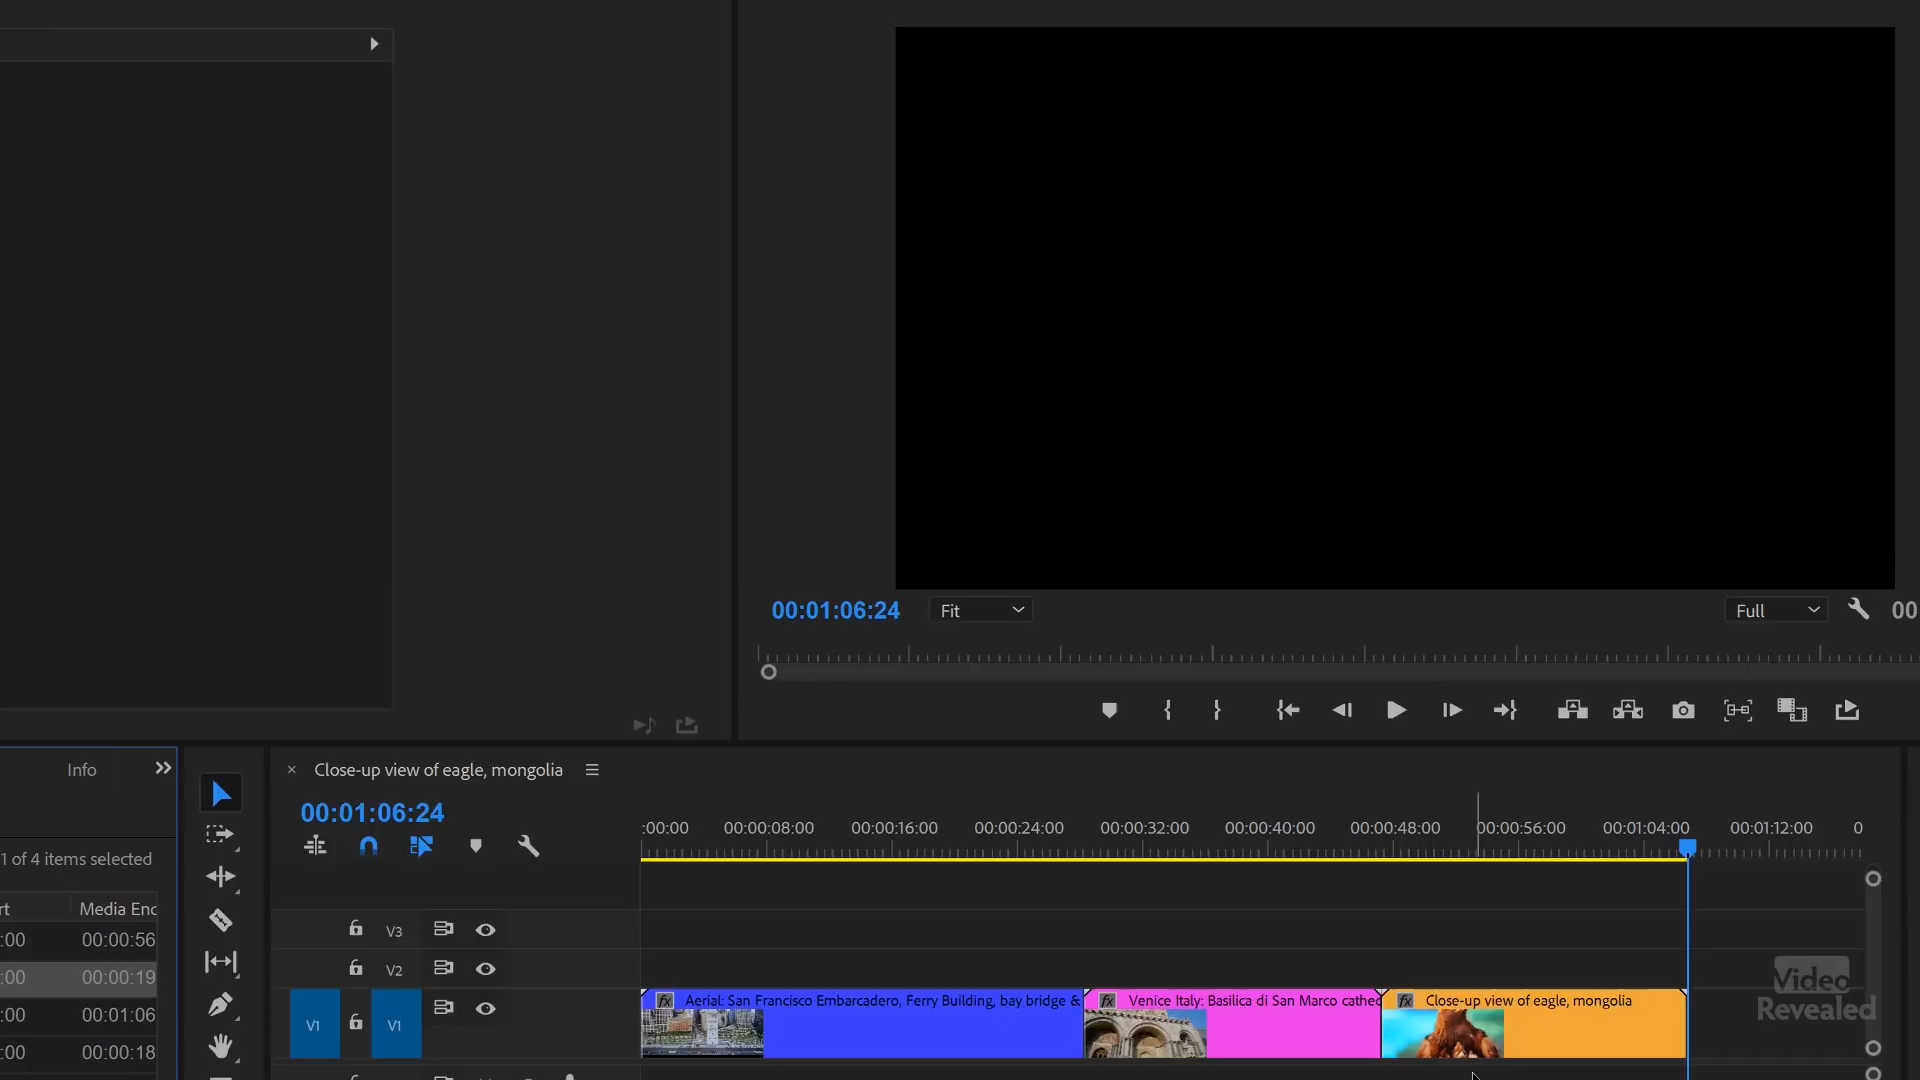 00:01:06:24
Fit
Full
00
Info
Close-up view of eagle, mongolia
00:01:06:24
:00:00
00:00:08:00
00:00:16:00
00:00:24:00
00:00:32:00
00:00:40:00
00:00:48:00
00:00:56:00
00:01:04:00
00:01:12:00
0
1 of 4 items selected
rt
Media Enc
:00
00:00:56
:00
00:00:19
:00
00:01:06
:00
00:00:18
V3
V2
V1
V1
fx Aerial: San Francisco Embarcadero, Ferry Building, bay bridge &
fx Venice Italy: Basilica di San Marco cathed
fx Close-up view of eagle, mongolia
Video
Revealed